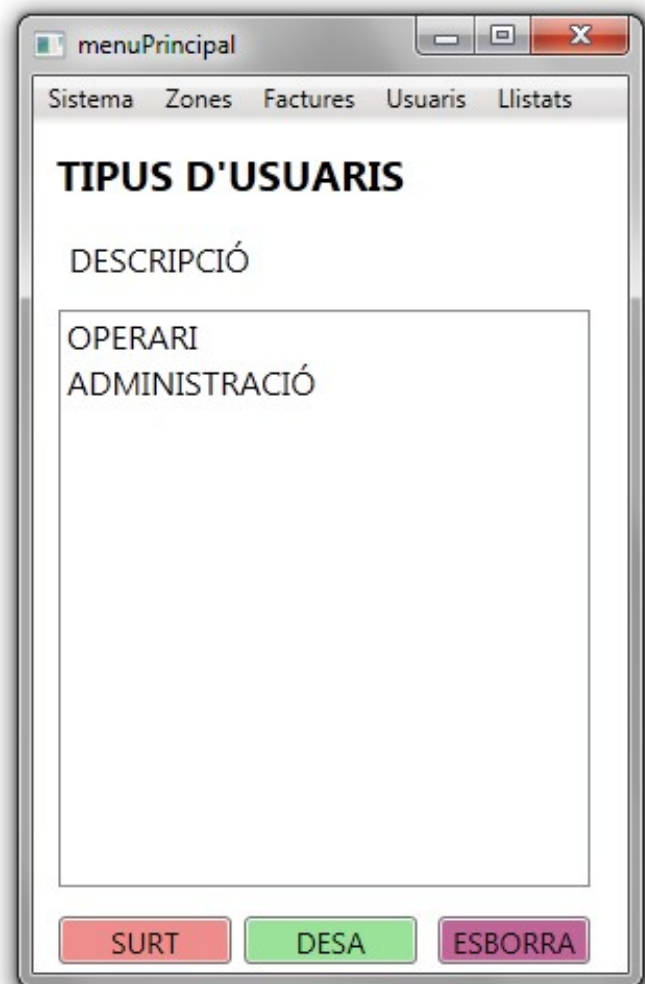 menuPrincipal
Sistema Zones Factures Usuaris Llistats
TIPUS D'USUARIS
DESCRIPCIÓ
OPERARI
ADMINISTRACIÓ
SURT DESA ESBORRA